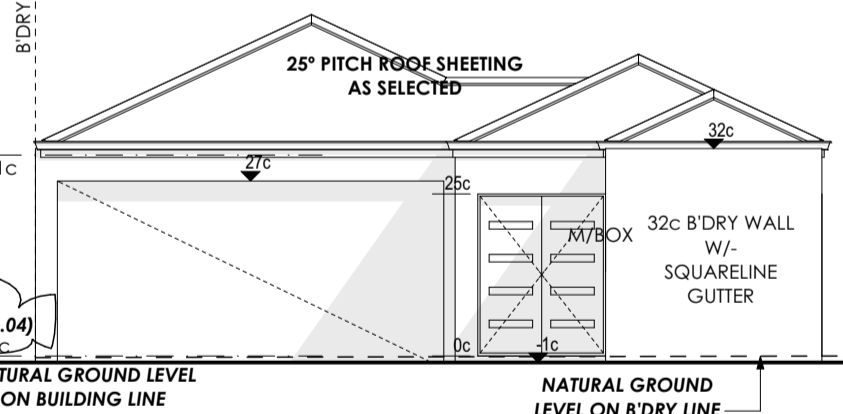 B'DRY
25° PITCH ROOF SHEETING
AS SELECTED
32c
27c
25c
M/BOX
32c B'DRY WALL
W/-
SQUARELINE
GUTTER
.04)
0c
-1c
TURAL GROUND LEVEL
ON BUILDING LINE
NATURAL GROUND
LEVEL ON B'DRY LINE